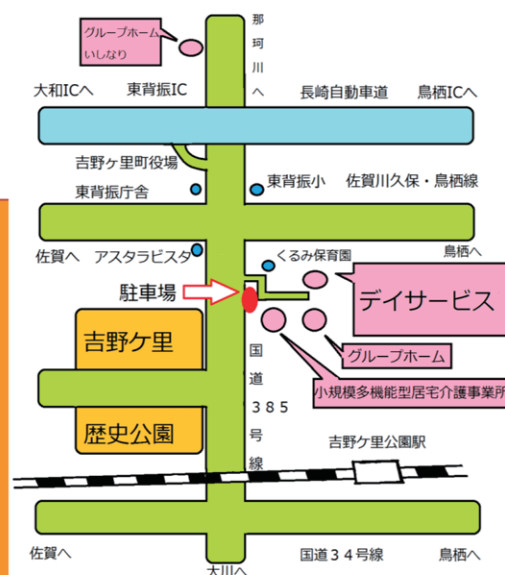 グループホーム
いしなり
那珂川へ
大和ICへ
東背振IC
長崎自動車道
鳥栖ICへ
吉野ヶ里町役場
東背振庁舎
東背振小
佐賀川久保・鳥栖線
佐賀へ
アスタラビスタ
くるみ保育園
鳥栖へ
駐車場
デイサービス
吉野ケ里
グループホーム
国道385号線
小規模多機能型居宅介護事業所
歴史公園
吉野ケ里公園駅
佐賀へ
国道34号線
鳥栖へ
大川へ